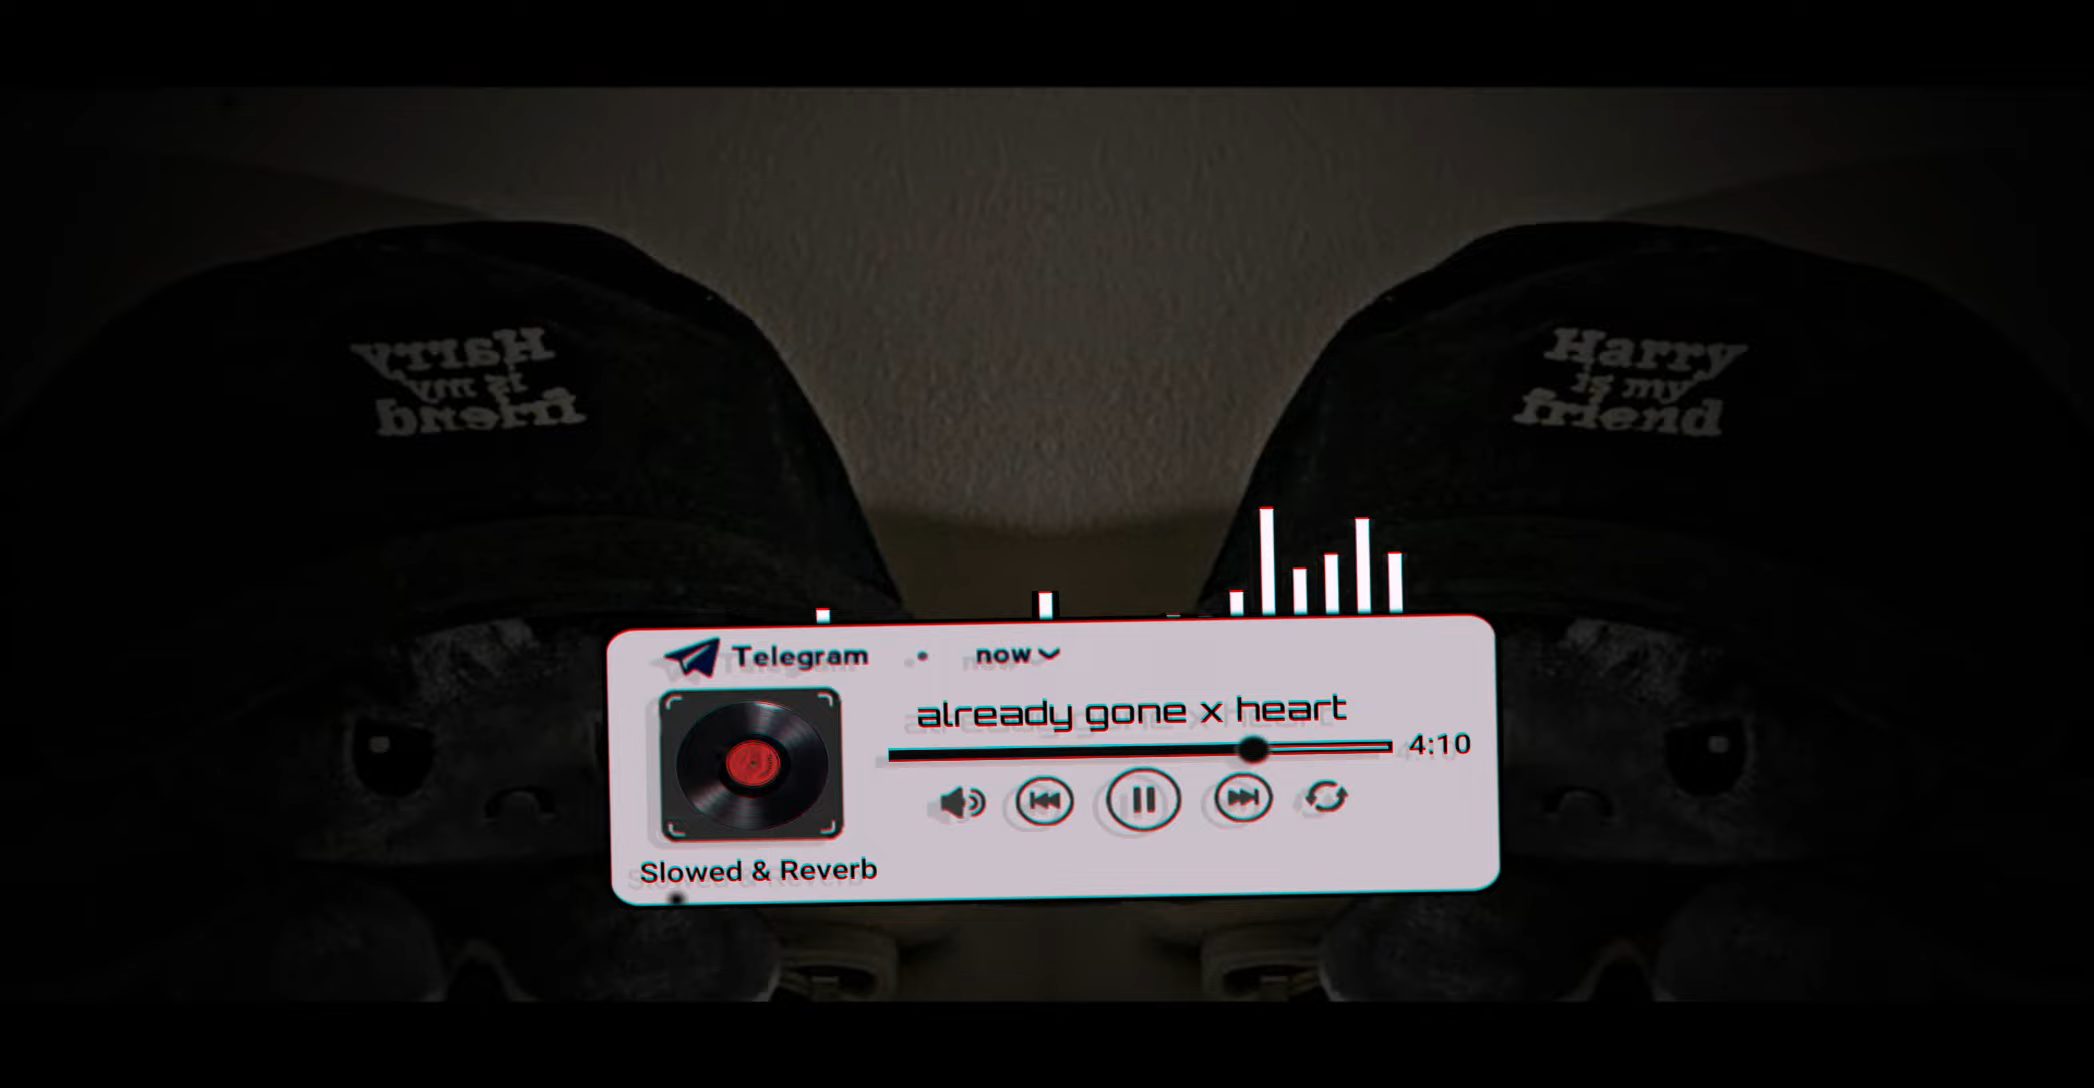 Harry
is my
friend
Harry
is my
friend
Telegram • now
already gone x heart
4:10
Slowed & Reverb